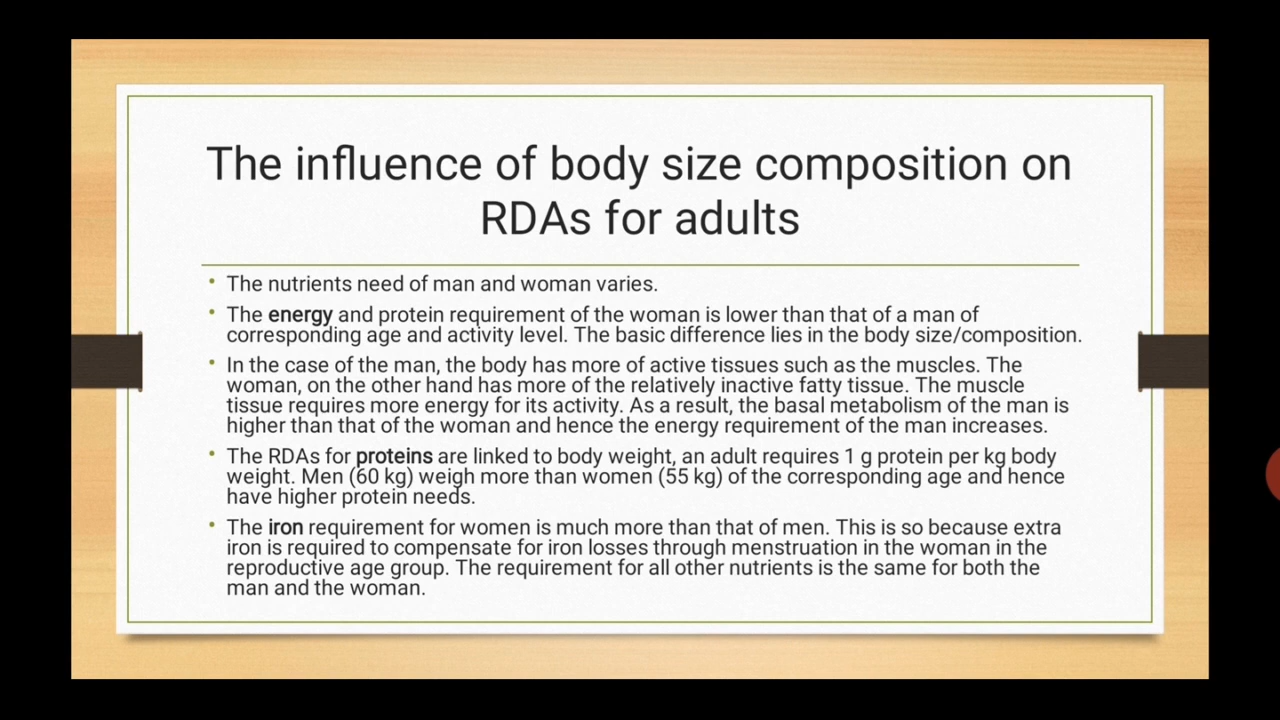 The influence of body size composition on
RDAs for adults
• The nutrients need of man and woman varies.
• The energy and protein requirement of the woman is lower than that of a man of
corresponding age and activity level. The basic difference lies in the body size/composition.
• In the case of the man, the body has more of active tissues such as the muscles. The
woman, on the other hand has more of the relatively inactive fatty tissue. The muscle
tissue requires more energy for its activity. As a result, the basal metabolism of the man is
higher than that of the woman and hence the energy requirement of the man increases.
• The RDAs for proteins are linked to body weight, an adult requires 1 g protein per kg body
weight. Men (60 kg) weigh more than women (55 kg) of the corresponding age and hence
have higher protein needs.
• The iron requirement for women is much more than that of men. This is so because extra
iron is required to compensate for iron losses through menstruation in the woman in the
reproductive age group. The requirement for all other nutrients is the same for both the
man and the woman.